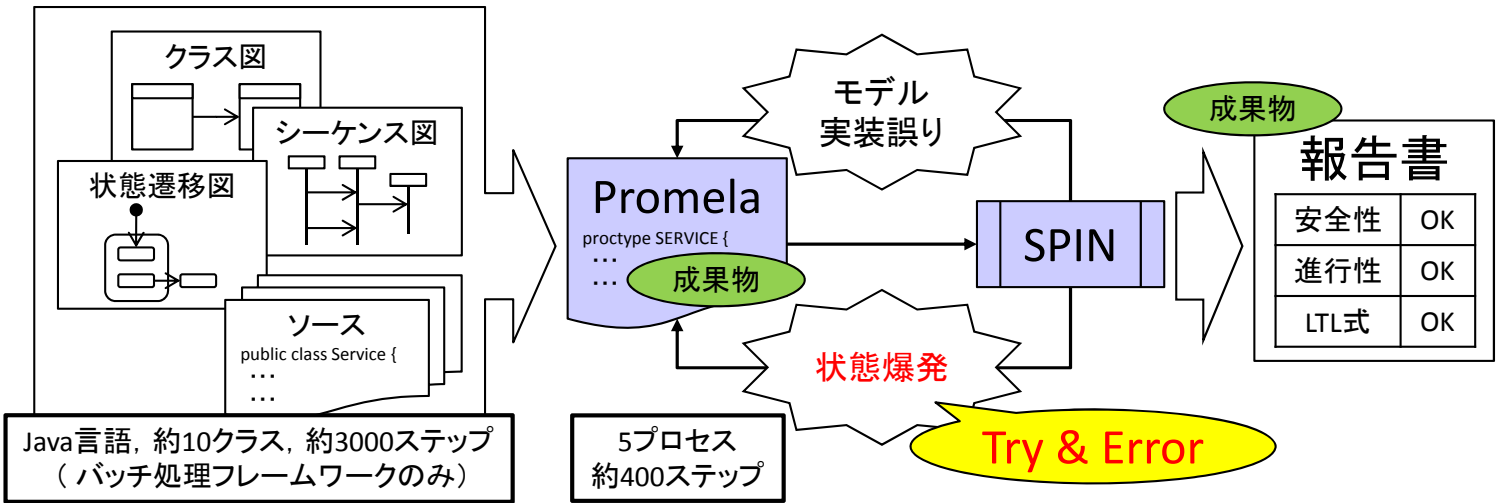 クラス図
シーケンス図
状態遷移図
ソース
public class Service {
…
…
Java言語，約10クラス，約3000ステップ
（ バッチ処理フレームワークのみ）
Promela
proctype SERVICE {
…
…
成果物
5プロセス
約400ステップ
モデル
実装誤り
SPIN
状態爆発
Try & Error
成果物
報告書
安全性 OK
進行性 OK
LTL式 OK